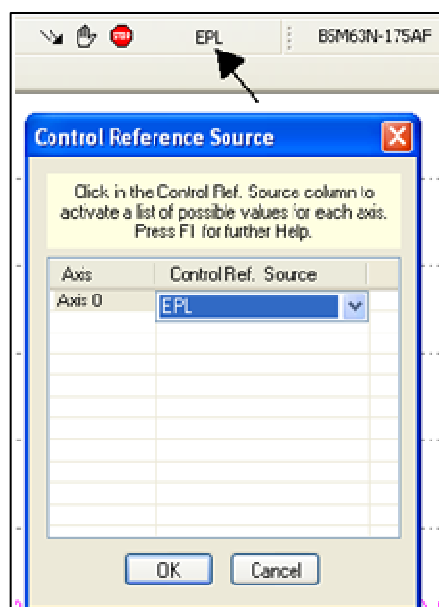 STOP EPL BSM63N-175AF
Control Reference Source
Click in the Control Ref. Source column to
activate a list of possible values for each axis.
Press F1 for further Help.
Axis Control Ref. Source
Axis 0 EPL
OK Cancel